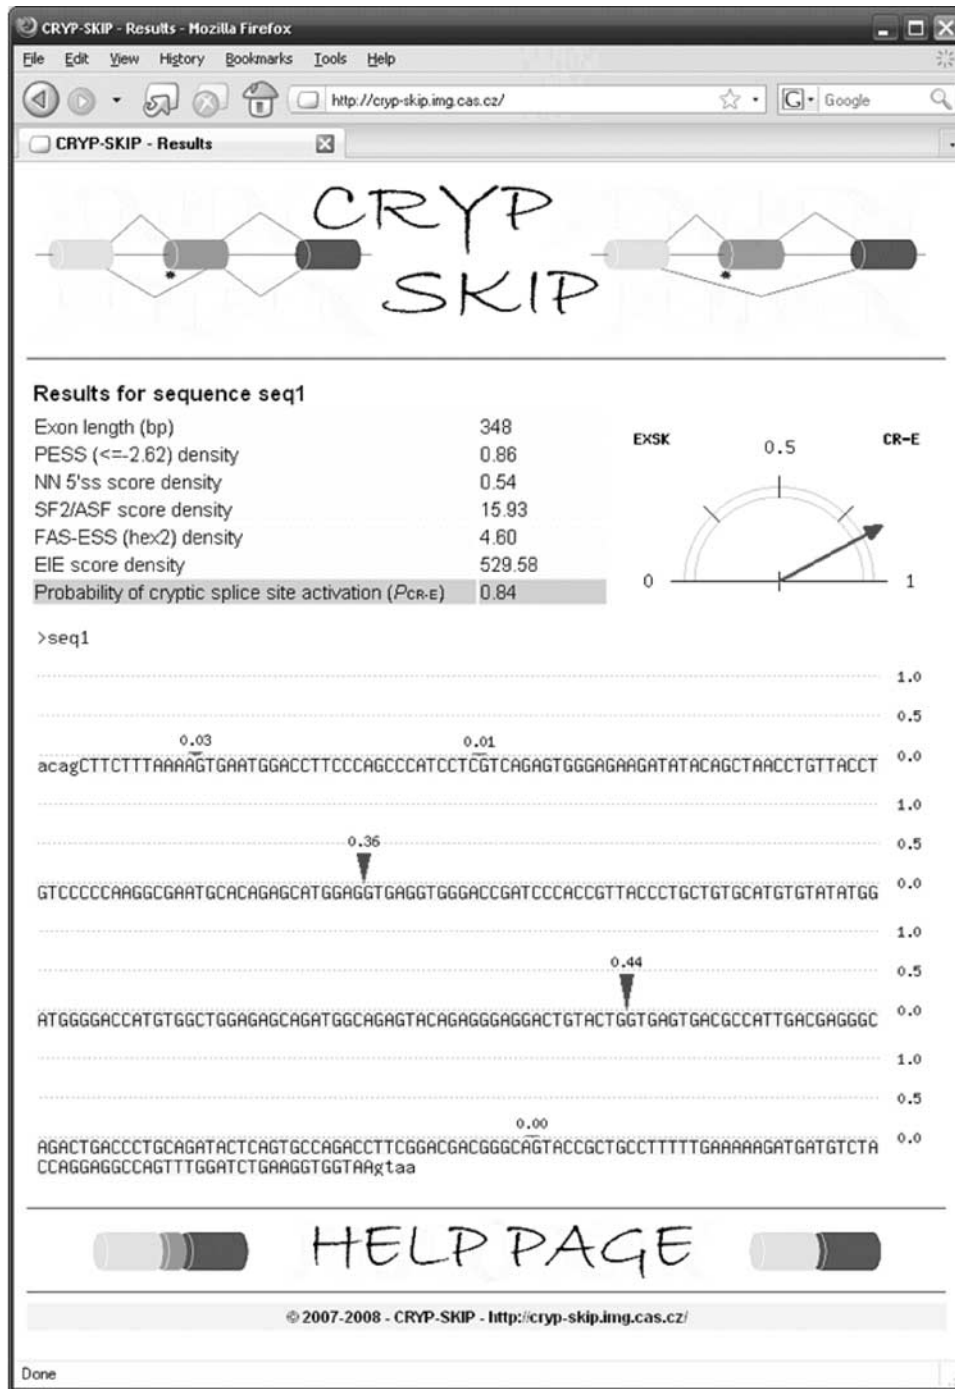 CRYP-SKIP - Results - Mozilla Firefox
File Edit View History Bookmarks Tools Help
http://cryp-skip.img.cas.cz/ G Google
CRYP-SKIP - Results
CRYP
SKIP
Results for sequence seq1
Exon length (bp) 348
PESS (<=-2.62) density 0.86
NN 5'ss score density 0.54
SF2/ASF score density 15.93
FAS-ESS (hex2) density 4.60
EIE score density 529.58
Probability of cryptic splice site activation (PCR-E) 0.84
EXSK 0.5 CR-E
0 1
>seq1
1.0
0.5
0.03 0.01
acagCTTCTTTAAAAGTGAATGGACCTTCCCAGCCCATCCTCGTCAGAGTGGGAGAAGATATACAGCTAACCTGTTACCT 0.0
1.0
0.36 0.5
GTCCCCCAAGGCGAATGCACAGAGCATGGAGGTGAGGTGGGACCGATCCCACCGTTACCCTGCTGTGCATGTGTATATGG 0.0
1.0
0.44 0.5
ATGGGGACCATGTGGCTGGAGAGCAGATGGCAGAGTACAGAGGGAGGACTGTACTGGTGAGTGACGCCATTGACGAGGGC 0.0
1.0
0.5
0.00
AGACTGACCCTGCAGATACTCAGTGCCAGACCTTCGGACGACGGGCAGTACCGCTGCCTTTTTGAAAAAGATGATGTCTA 0.0
CCAGGAGGCCAGTTTGGATCTGAAGGTGGTAAgtaa
HELP PAGE
© 2007-2008 - CRYP-SKIP - http://cryp-skip.img.cas.cz/
Done